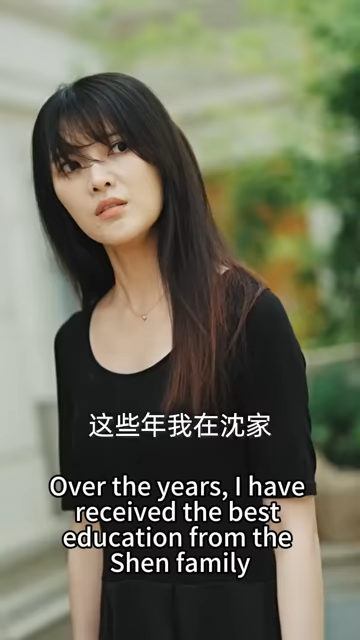 这些年我在沈家
Over the years, I have
received the best
education from the
Shen family